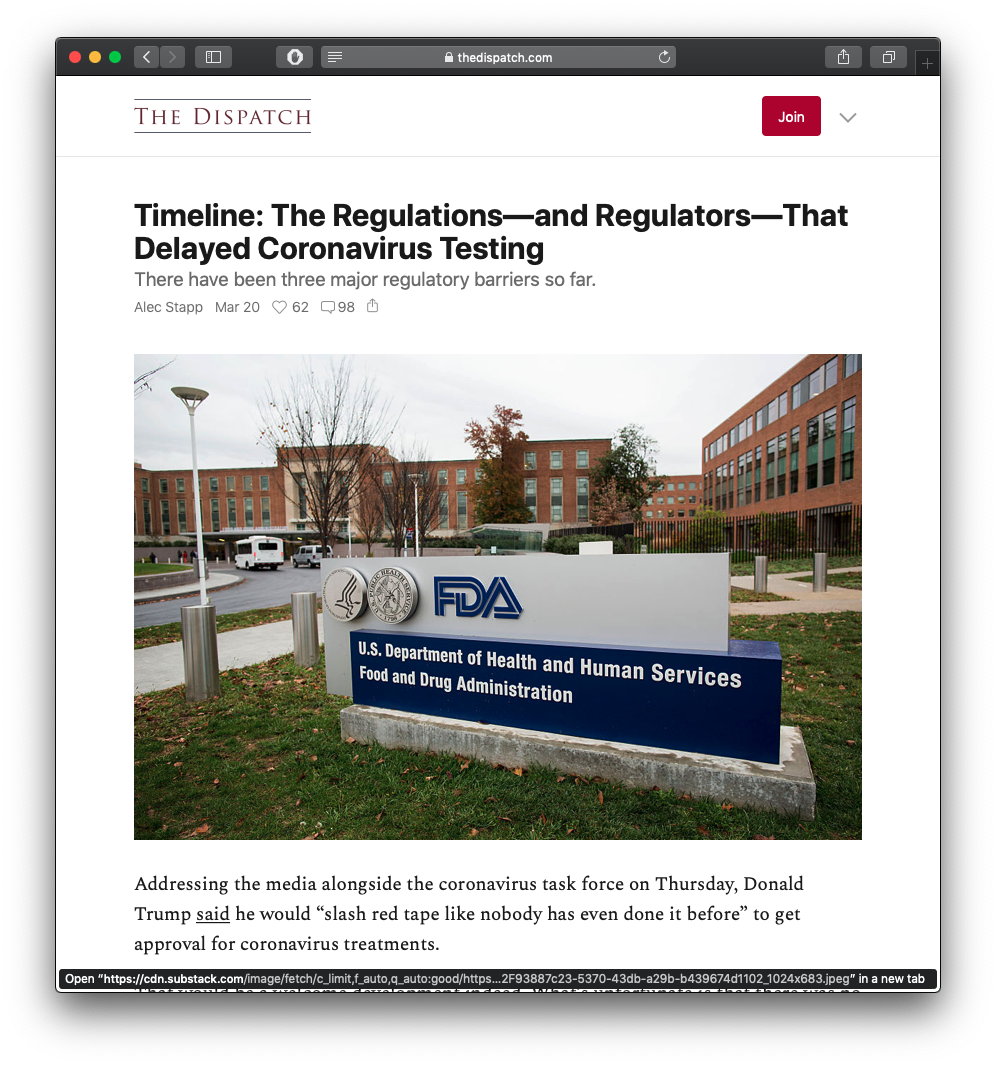 thedispatch.com
THE DISPATCH
Join
Timeline: The Regulations—and Regulators—That
Delayed Coronavirus Testing
There have been three major regulatory barriers so far.
Alec Stapp Mar 20 62 98
FDA
U.S. Department of Health and Human Services
Food and Drug Administration
Addressing the media alongside the coronavirus task force on Thursday, Donald
Trump said he would “slash red tape like nobody has even done it before” to get
approval for coronavirus treatments.
Open “https://cdn.substack.com/image/fetch/c_limit,f_auto,q_auto:good/https...2F93887c23-5370-43db-a29b-b439674d1102_1024x683.jpeg” in a new tab